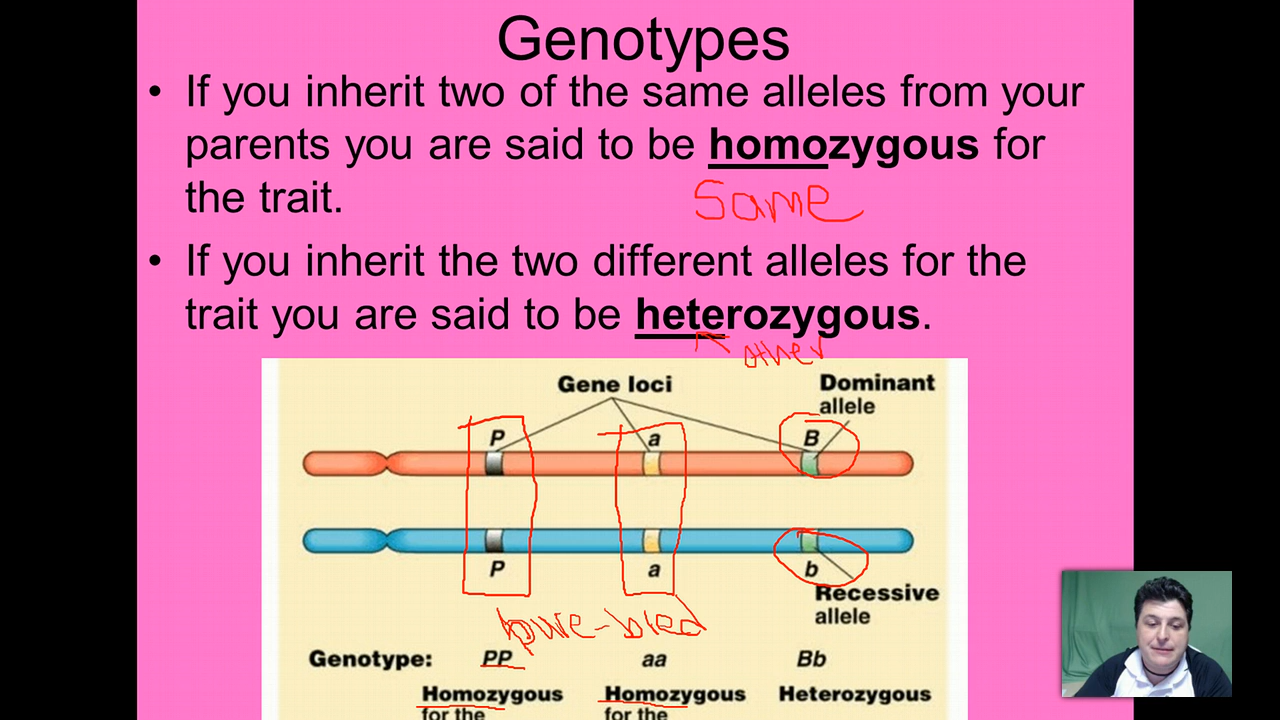 Genotypes
• If you inherit two of the same alleles from your
parents you are said to be homozygous for
the trait.
Same
• If you inherit the two different alleles for the
trait you are said to be heterozygous.
other
Gene loci
Dominant
allele
P a B
P a b
Recessive
allele
pure-bred
Genotype: PP aa Bb
Homozygous Homozygous Heterozygous
for the for the